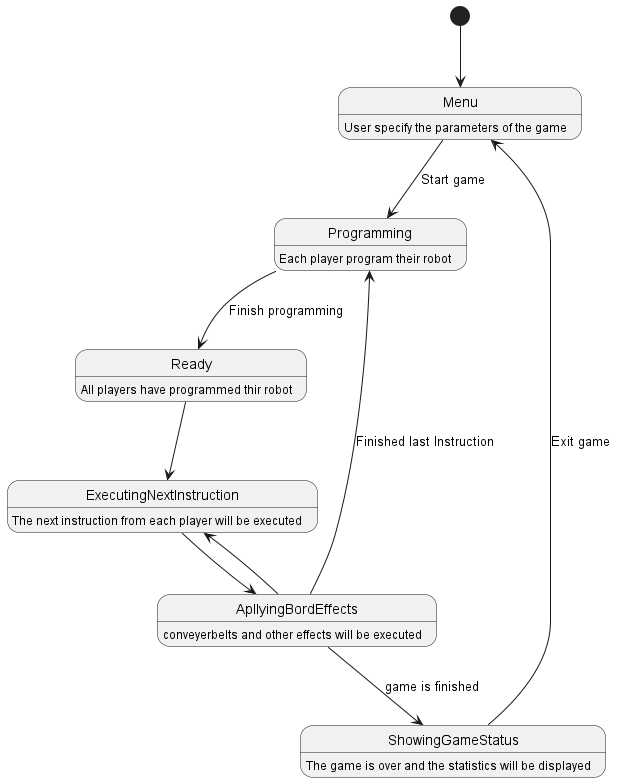 Menu
User specify the parameters of the game
Start game
Programming
Each player program their robot
Finish programming
Ready
All players have programmed thir robot
Finished last Instruction
Exit game
ExecutingNextInstruction
The next instruction from each player will be executed
ApllyingBordEffects
conveyerbelts and other effects will be executed
game is finished
ShowingGameStatus
The game is over and the statistics will be displayed